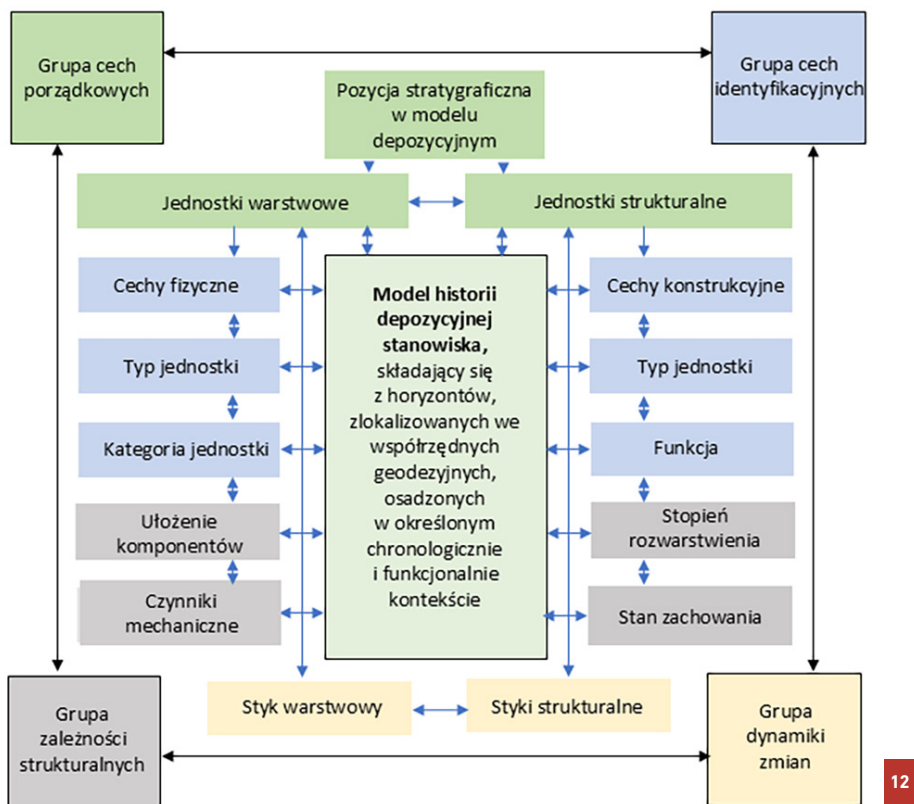 Grupa cech
porządkowych
Grupa cech
identyfikacyjnych
Pozycja stratygraficzna
w modelu
depozycyjnym
Jednostki warstwowe
Jednostki strukturalne
Cechy fizyczne
Typ jednostki
Kategoria jednostki
Ułożenie
komponentów
Czynniki
mechaniczne
Model historii
depozycyjnej
stanowiska,
składający się
z horyzontów,
zlokalizowanych we
współrzędnych
geodezyjnych,
osadzonych
w określonym
chronologicznie
i funkcjonalnie
kontekście
Cechy konstrukcyjne
Typ jednostki
Funkcja
Stopień
rozwarstwienia
Stan zachowania
Styk warstwowy
Styki strukturalne
Grupa
zależności
strukturalnych
Grupa
dynamiki
zmian
12